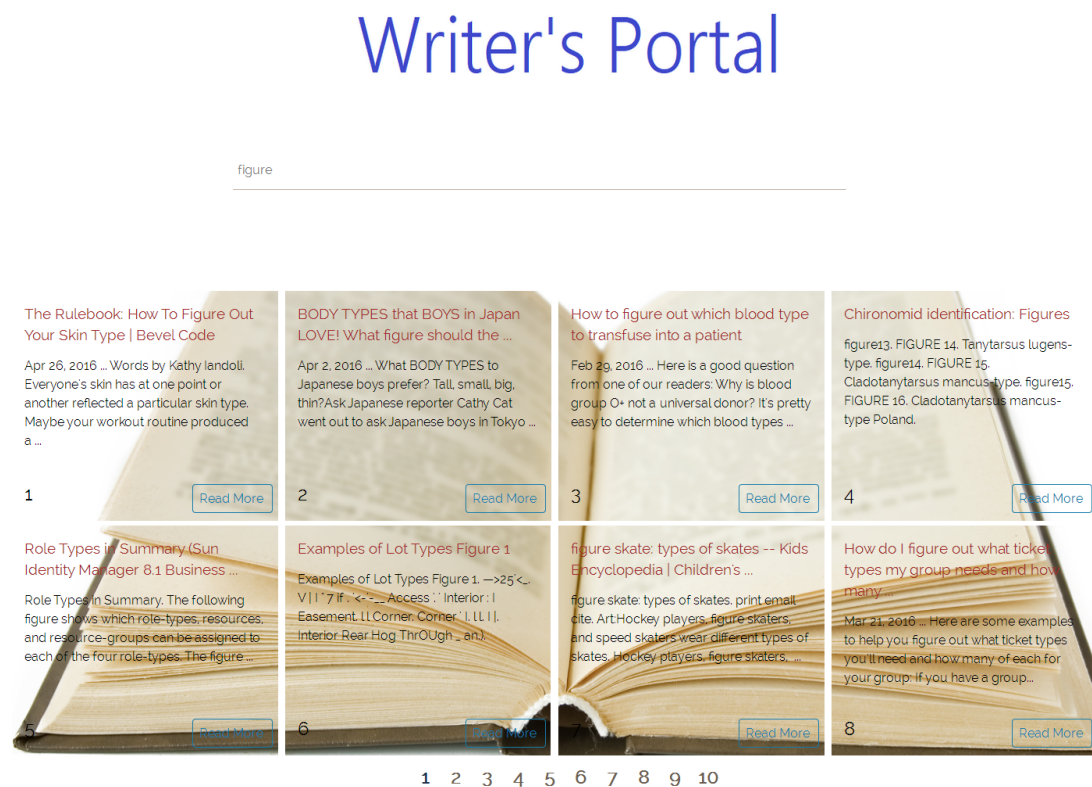 Writer's Portal
figure
The Rulebook: How To Figure Out
Your Skin Type | Bevel Code
Apr 26, 2016 ... Words by Kathy Iandoli.
Everyone's skin has at one point or
another reflected a particular skin type.
Maybe your workout routine produced
a ...
1
Read More
BODY TYPES that BOYS in Japan
LOVE! What figure should the ...
Apr 2, 2016 ... What BODY TYPES to
Japanese boys prefer? Tall, small, big,
thin?Ask Japanese reporter Cathy Cat
went out to ask Japanese boys in Tokyo ...
2
Read More
How to figure out which blood type
to transfuse into a patient
Feb 29, 2016 ... Here is a good question
from one of our readers: Why is blood
group O+ not a universal donor? It's pretty
easy to determine which blood types ...
3
Read More
Chironomid identification: Figures
figure13. FIGURE 14. Tanytarsus lugens-
type. figure14. FIGURE 15.
Cladotanytarsus mancus-type. figure15.
FIGURE 16. Cladotanytarsus mancus-
type Poland.
4
Read More
Role Types in Summary (Sun
Identity Manager 8.1 Business ...
Role Types in Summary. The following
figure shows which role-types, resources,
and resource-groups can be assigned to
each of the four role-types. The figure ...
5
Read More
Examples of Lot Types Figure 1
Examples of Lot Types Figure 1. —>25'<_.
V | I " 7 if . '<-'-__ Access '.' Interior : I
Easement. l.l Corner. Corner ' |. l.l. l |.
Interior Rear Hog ThrOUgh _ an.).
6
Read More
figure skate: types of skates -- Kids
Encyclopedia | Children's ...
figure skate: types of skates. print email
cite. Art:Hockey players, figure skaters,
and speed skaters wear different types of
skates. Hockey players, figure skaters, ...
7
Read More
How do I figure out what ticket
types my group needs and how
many ...
Mar 21, 2016 ... Here are some examples
to help you figure out what ticket types
you'll need and how many of each for
your group: if you have a group...
8
Read More
1 2 3 4 5 6 7 8 9 10